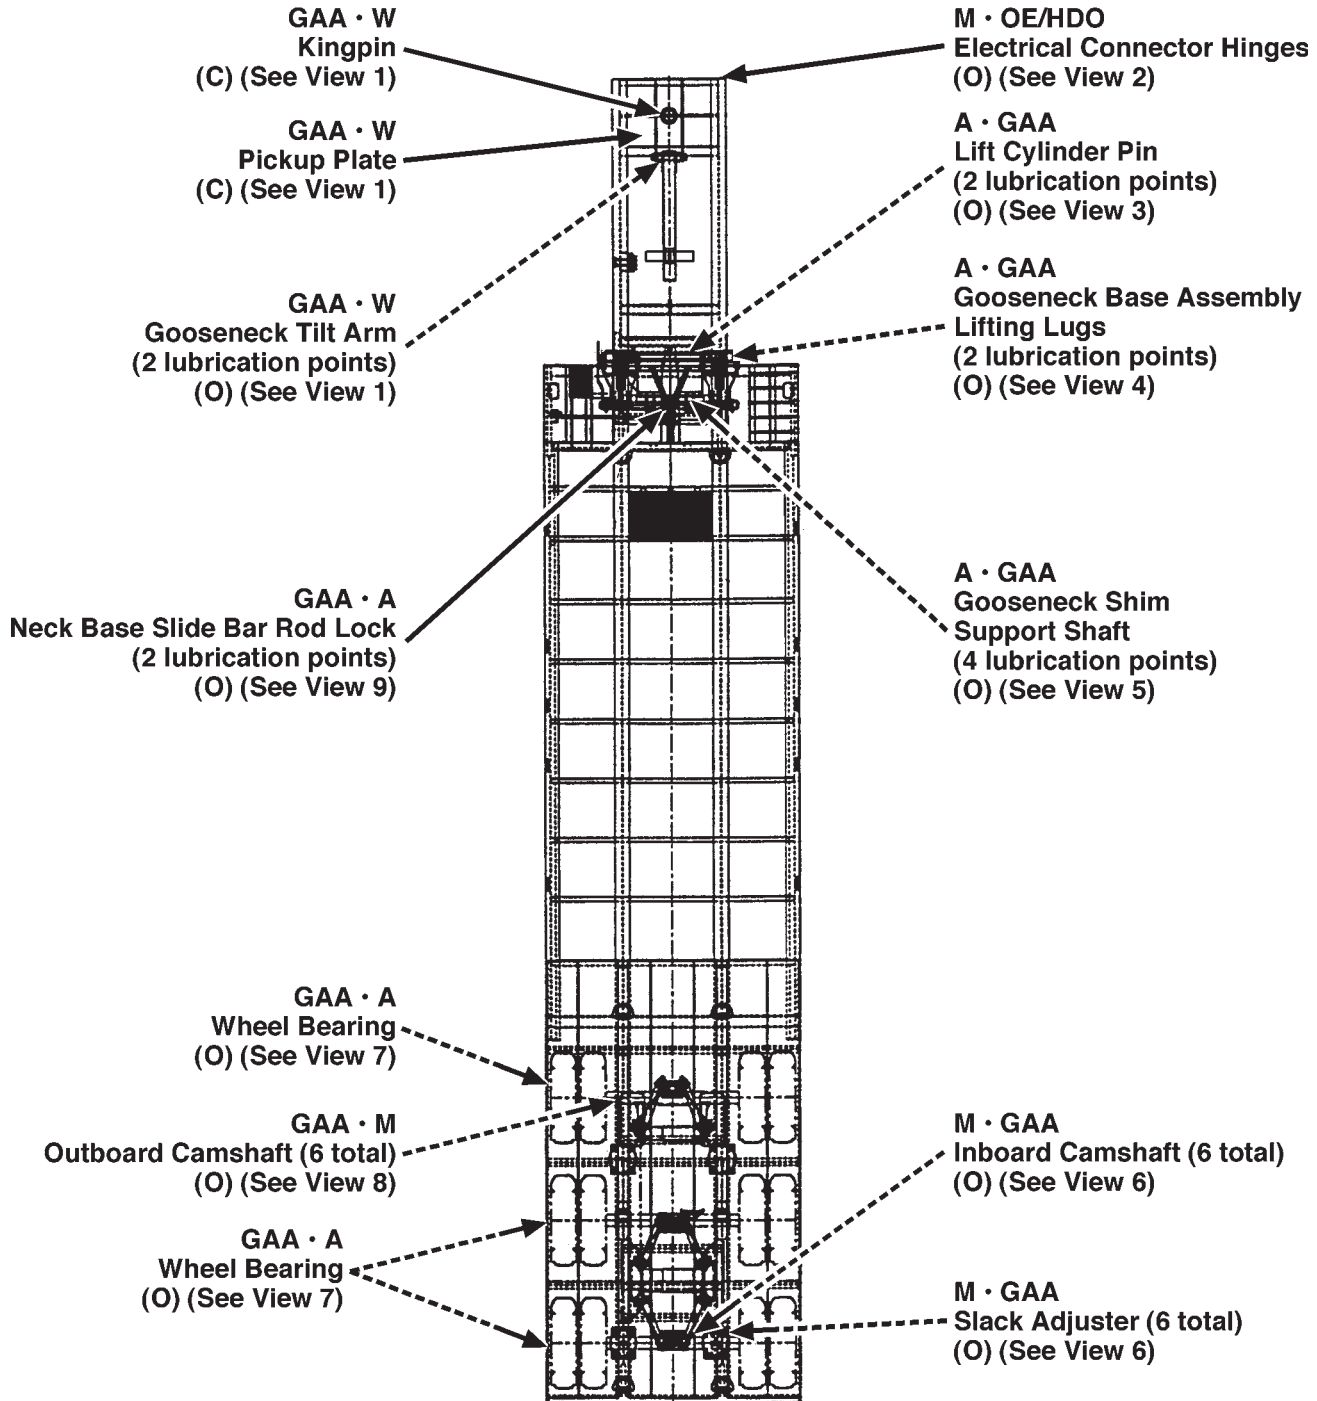 GAA • W
Kingpin
(C) (See View 1)
GAA • W
Pickup Plate
(C) (See View 1)
GAA • W
Gooseneck Tilt Arm
(2 lubrication points)
(O) (See View 1)
GAA • A
Neck Base Slide Bar Rod Lock
(2 lubrication points)
(O) (See View 9)
GAA • A
Wheel Bearing
(O) (See View 7)
GAA • M
Outboard Camshaft (6 total)
(O) (See View 8)
GAA • A
Wheel Bearing
(O) (See View 7)
M • OE/HDO
Electrical Connector Hinges
(O) (See View 2)
A • GAA
Lift Cylinder Pin
(2 lubrication points)
(O) (See View 3)
A • GAA
Gooseneck Base Assembly
Lifting Lugs
(2 lubrication points)
(O) (See View 4)
A • GAA
Gooseneck Shim
Support Shaft
(4 lubrication points)
(O) (See View 5)
M • GAA
Inboard Camshaft (6 total)
(O) (See View 6)
M • GAA
Slack Adjuster (6 total)
(O) (See View 6)